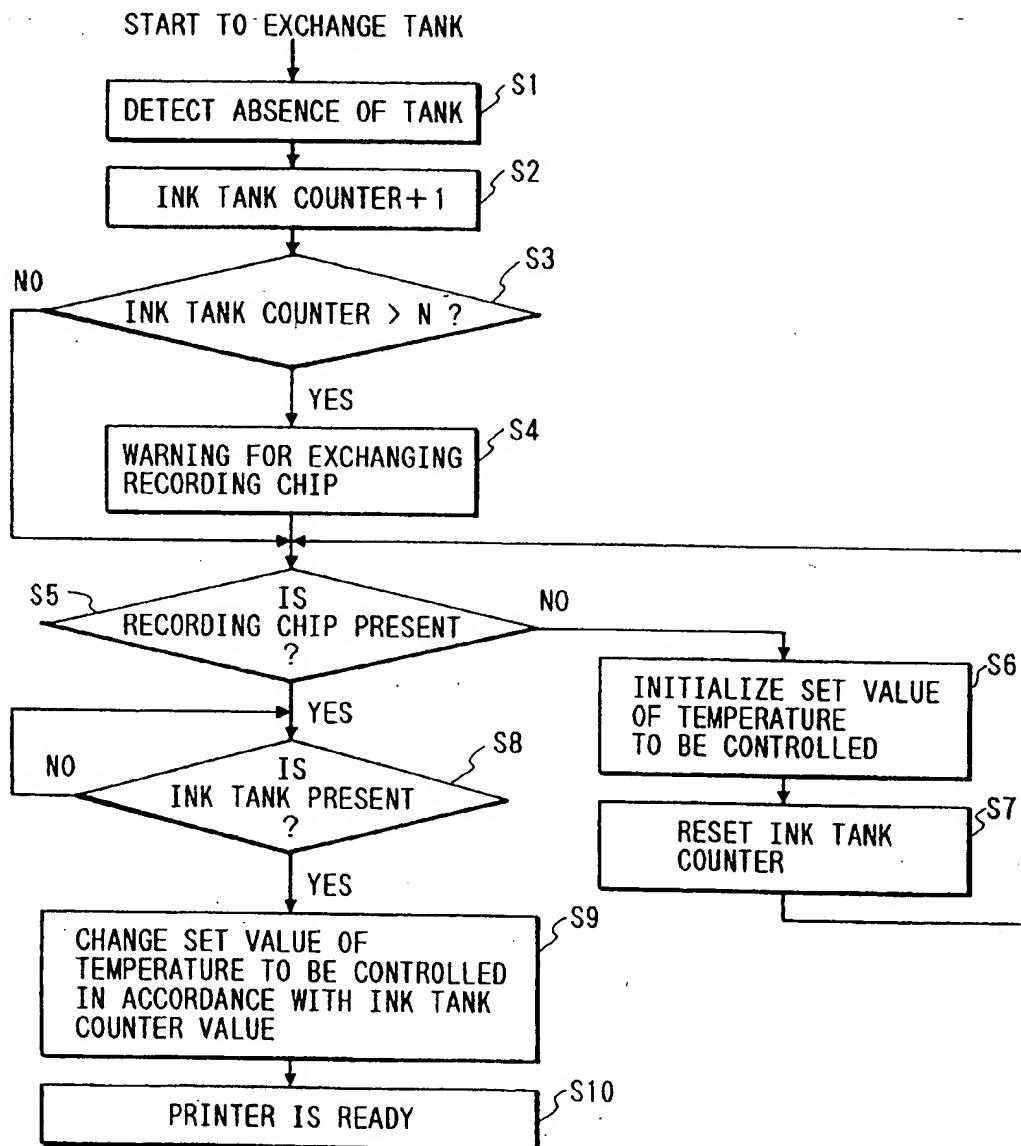 START TO EXCHANGE TANK
S1
DETECT ABSENCE OF TANK
S2
INK TANK COUNTER+1
S3
NO
INK TANK COUNTER > N ?
YES
S4
WARNING FOR EXCHANGING
RECORDING CHIP
S5
IS
RECORDING CHIP PRESENT
?
NO
S6
INITIALIZE SET VALUE
OF TEMPERATURE
TO BE CONTROLLED
YES
S8
NO
IS
INK TANK PRESENT
?
S7
RESET INK TANK
COUNTER
YES
S9
CHANGE SET VALUE OF
TEMPERATURE TO BE CONTROLLED
IN ACCORDANCE WITH INK TANK
COUNTER VALUE
S10
PRINTER IS READY